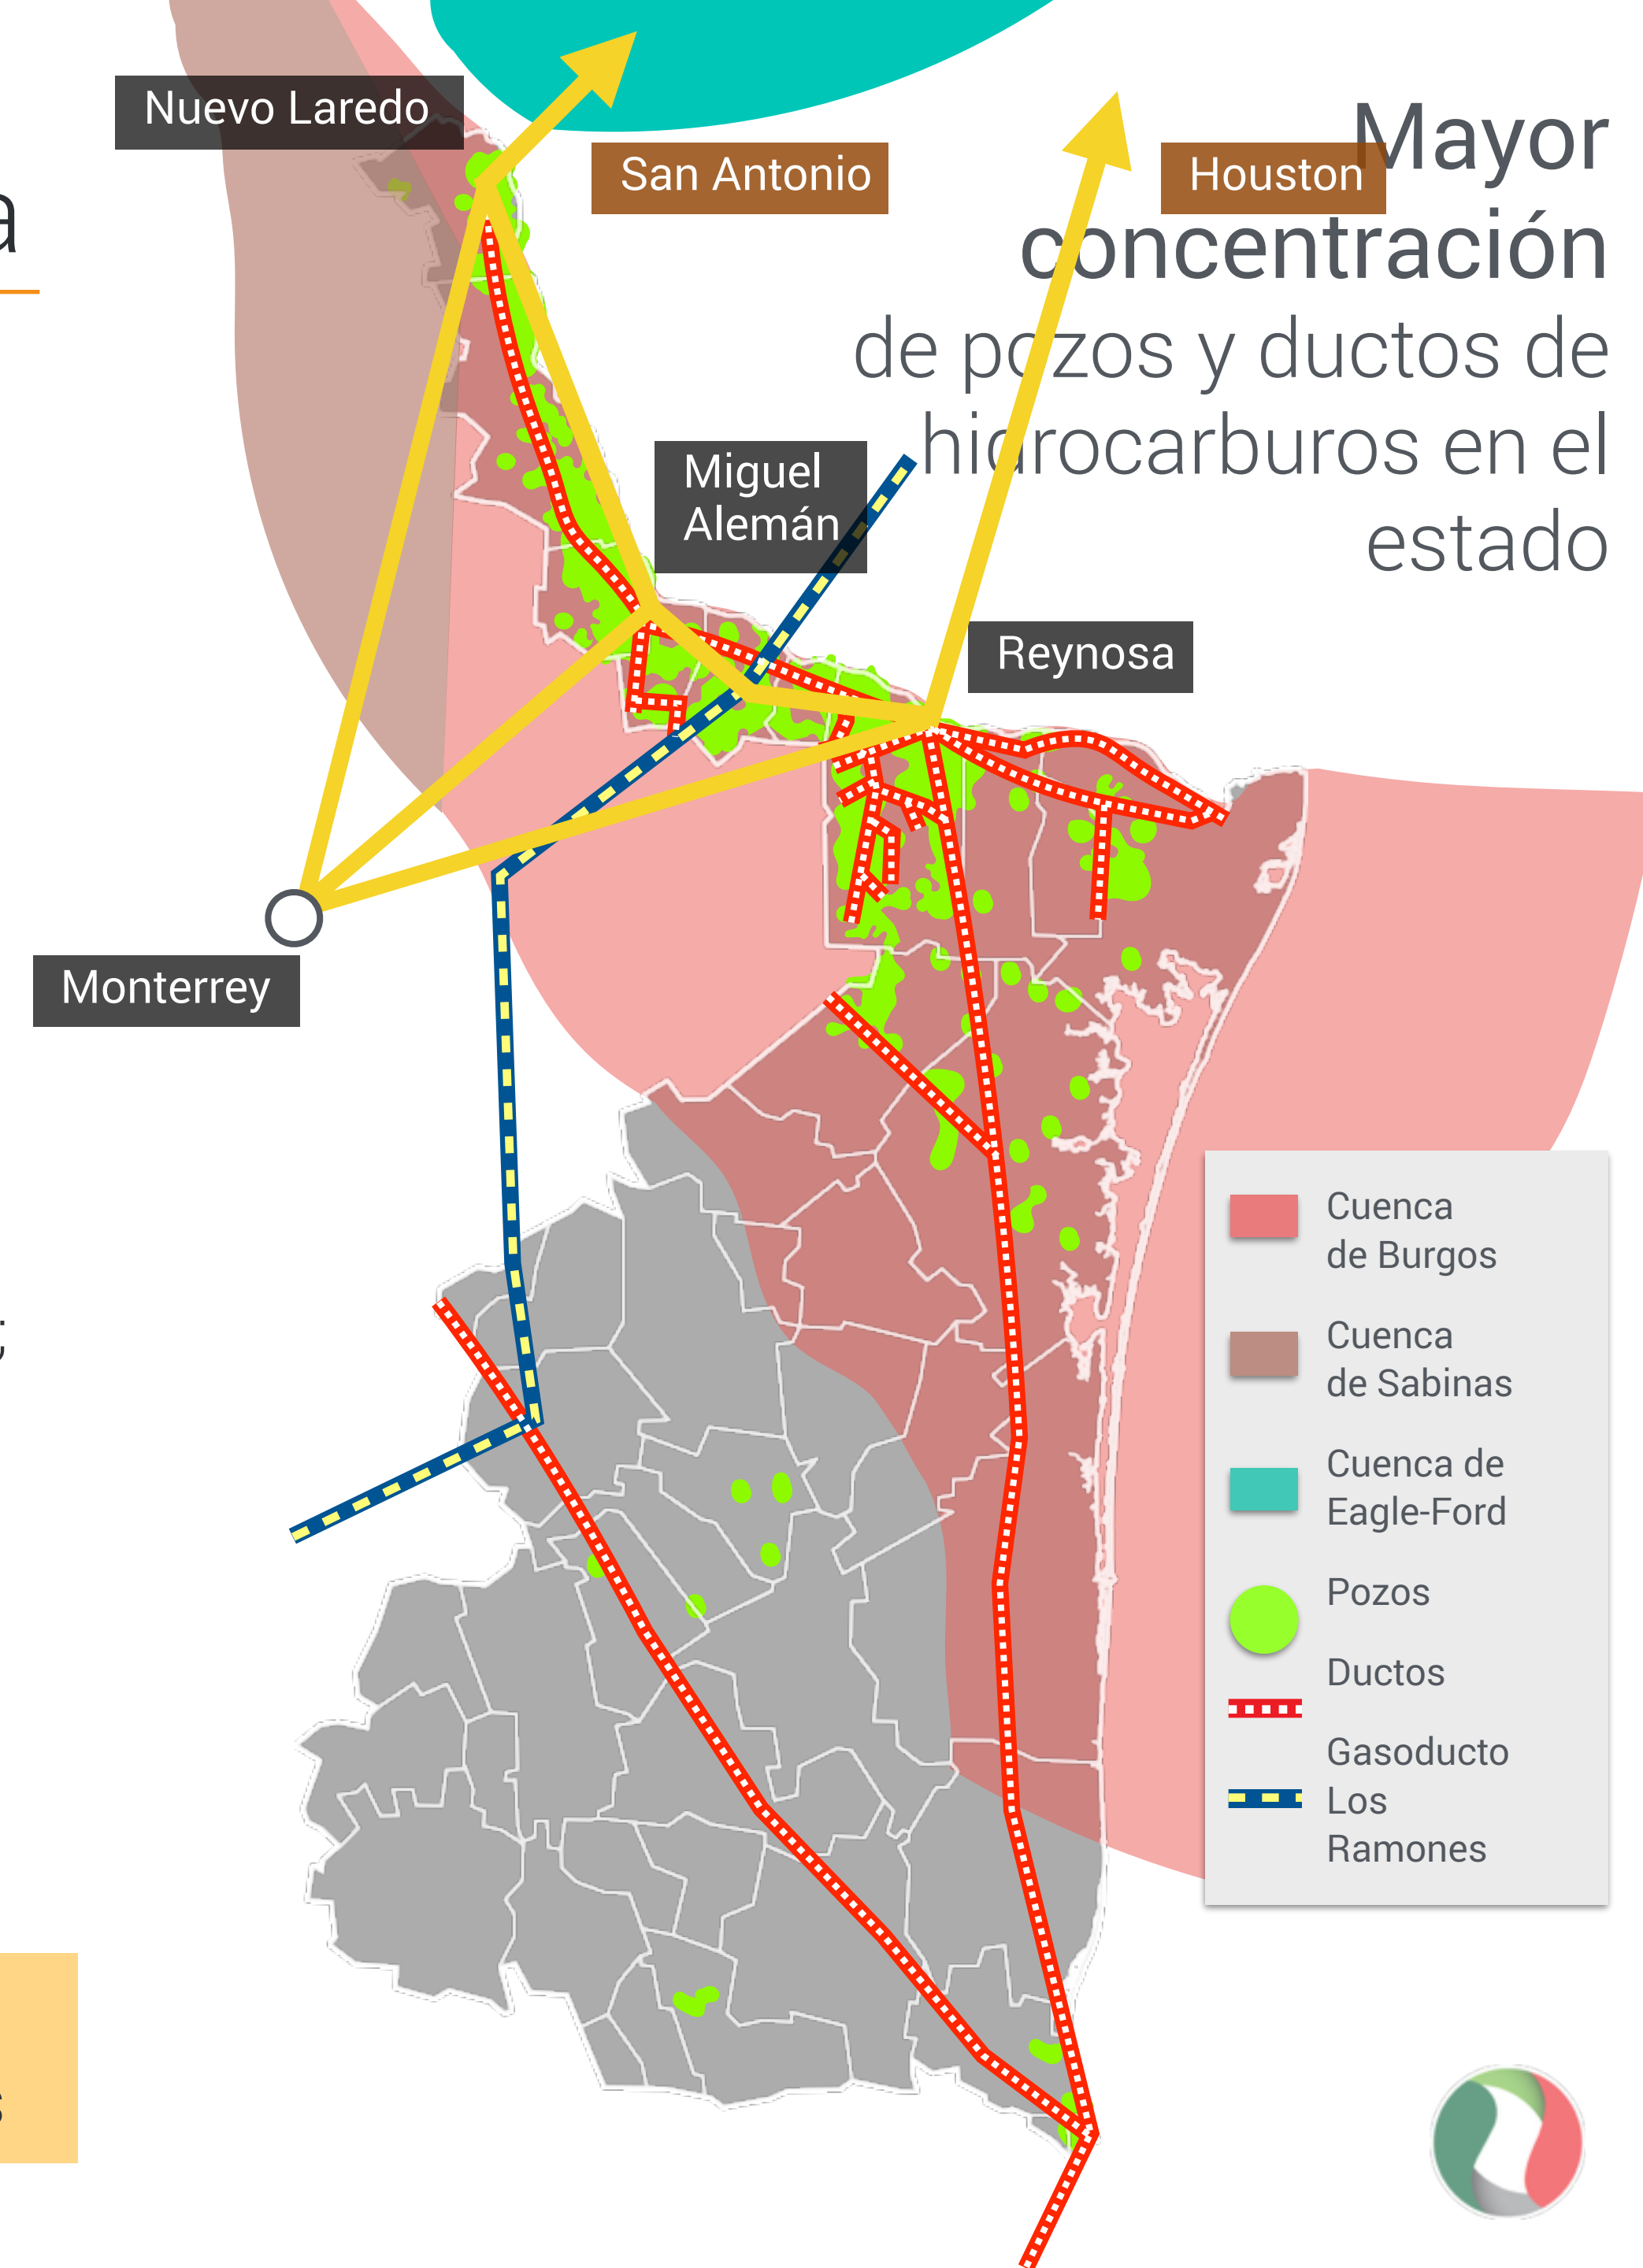 Nuevo Laredo
San Antonio
Houston
Mayor
concentración
de pozos y ductos de
hidrocarburos en el
estado
a
Miguel
Alemán
Reynosa
Monterrey
Cuenca
de Burgos
Cuenca
de Sabinas
Cuenca de
Eagle-Ford
Pozos
Ductos
Gasoducto
Los
Ramones